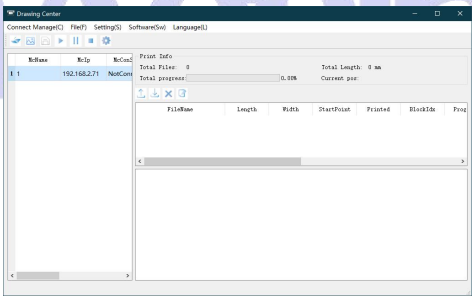 Drawing Center
Connect Manage(C) File(F) Setting(S) Software(Sw) Language(L)
McName McIp McConS
1 1 192.168.2.71 NotConn
Print Info
Total Files: 0 Total Length: 0 mm
Total progress 0.00% Current pos:
FileName Length Width StartPoint Printed BlockIdx Prog